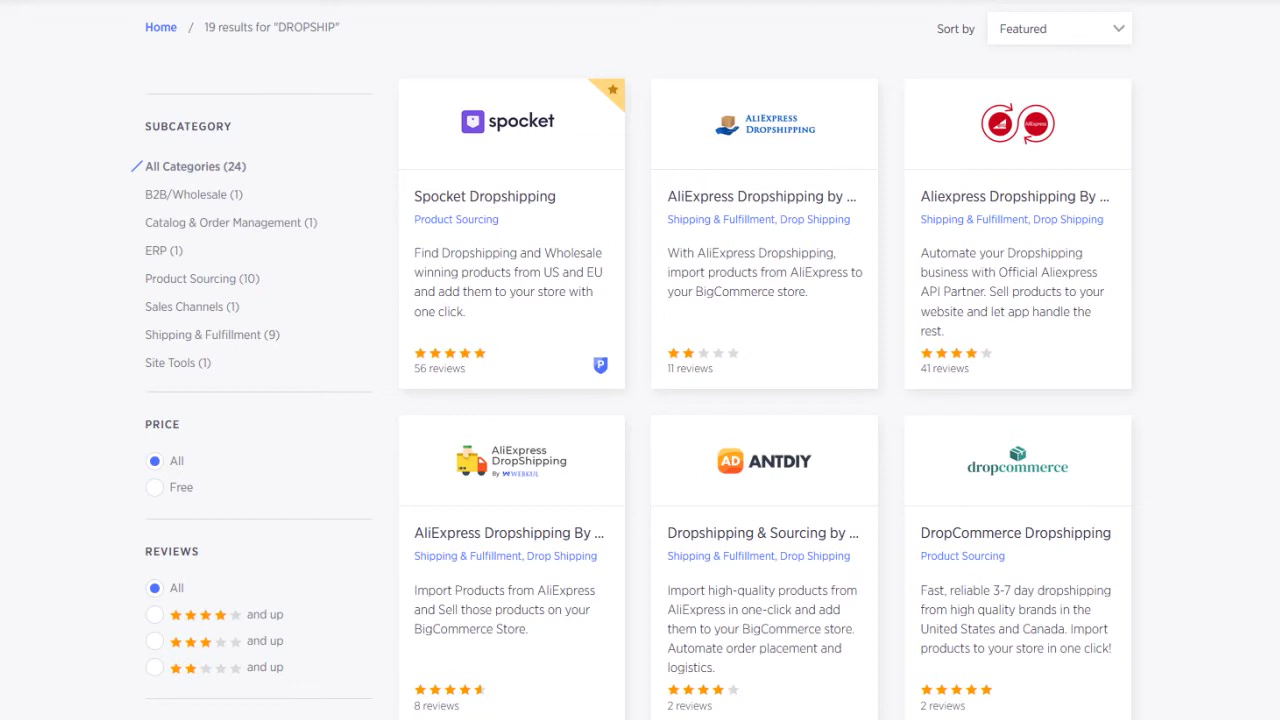 Home / 19 results for "DROPSHIP"
Sort by Featured
SUBCATEGORY
All Categories (24)
B2B/Wholesale (1)
Catalog & Order Management (1)
ERP (1)
Product Sourcing (10)
Sales Channels (1)
Shipping & Fulfillment (9)
Site Tools (1)
PRICE
All
Free
REVIEWS
All
and up
and up
and up
spocket
Spocket Dropshipping
Product Sourcing
Find Dropshipping and Wholesale
winning products from US and EU
and add them to your store with
one click.
56 reviews
P
ALIEXPRESS
DROPSHIPPING
AliExpress Dropshipping by ...
Shipping & Fulfillment, Drop Shipping
With AliExpress Dropshipping,
import products from AliExpress to
your BigCommerce store.
11 reviews
AliExpress
Aliexpress Dropshipping By ...
Shipping & Fulfillment, Drop Shipping
Automate your Dropshipping
business with Official Aliexpress
API Partner. Sell products to your
website and let app handle the
rest.
41 reviews
AliExpress
DropShipping
By WEBKUL
AliExpress Dropshipping By ...
Shipping & Fulfillment, Drop Shipping
Import Products from AliExpress
and Sell those products on your
BigCommerce Store.
8 reviews
AD ANTDIY
Dropshipping & Sourcing by ...
Shipping & Fulfillment, Drop Shipping
Import high-quality products from
AliExpress in one-click and add
them to your BigCommerce store.
Automate order placement and
logistics.
2 reviews
dropcommerce
DropCommerce Dropshipping
Product Sourcing
Fast, reliable 3-7 day dropshipping
from high quality brands in the
United States and Canada. Import
products to your store in one click!
2 reviews